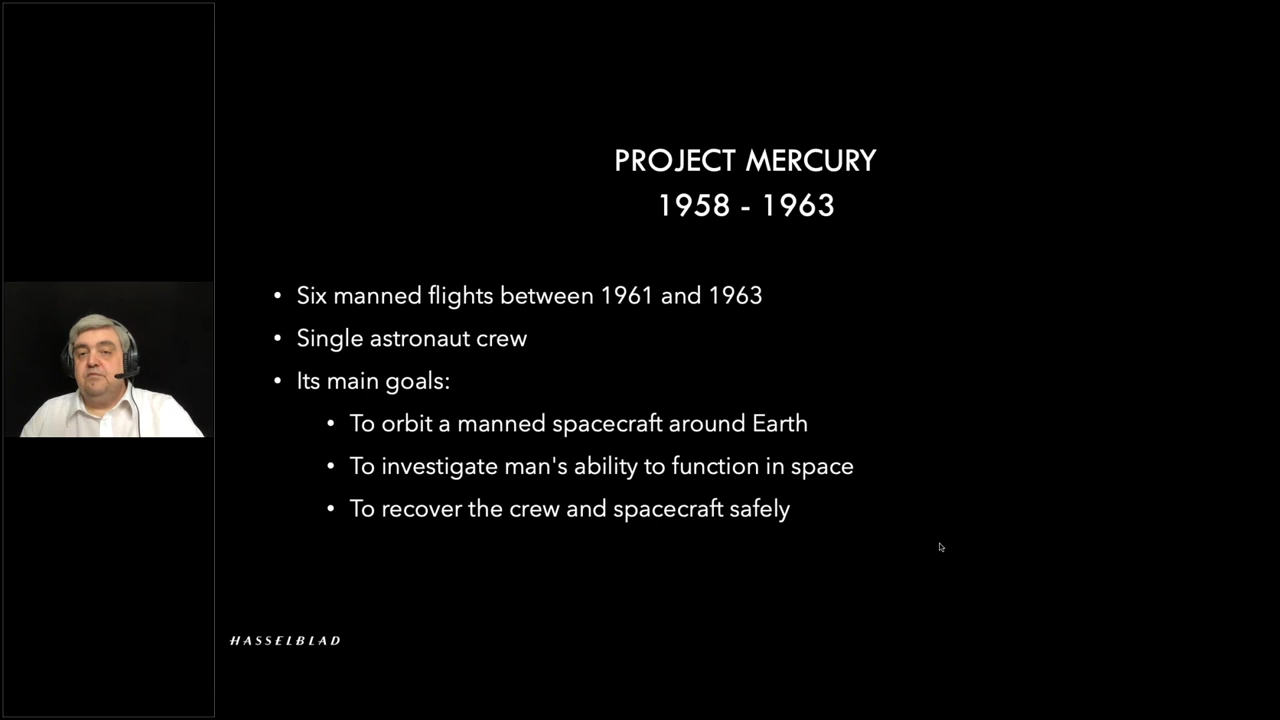 PROJECT MERCURY
1958 - 1963
• Six manned flights between 1961 and 1963
• Single astronaut crew
• Its main goals:
• To orbit a manned spacecraft around Earth
• To investigate man's ability to function in space
• To recover the crew and spacecraft safely
HASSELBLAD